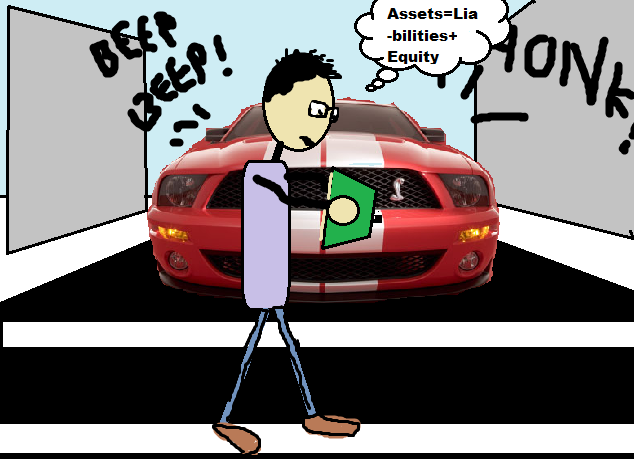 Assets=Lia
-bilities+
Equity
BEEP
BEEP!
HONK!